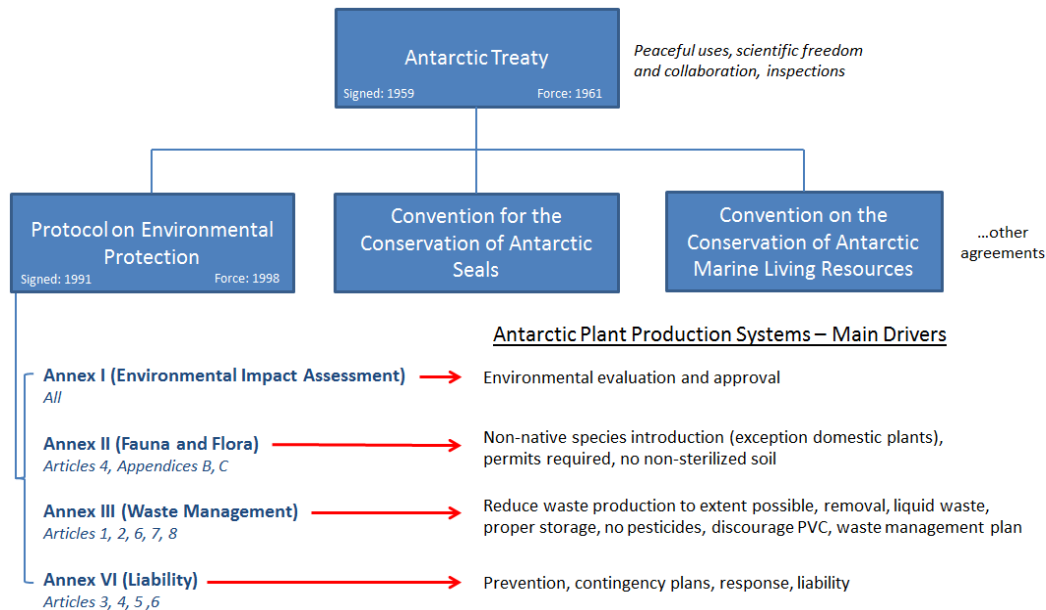 Antarctic Treaty
Signed: 1959
Force: 1961
Peaceful uses, scientific freedom
and collaboration, inspections
Protocol on Environmental
Protection
Signed: 1991
Force: 1998
Convention for the
Conservation of Antarctic
Seals
Convention on the
Conservation of Antarctic
Marine Living Resources
...other
agreements
Antarctic Plant Production Systems – Main Drivers
Annex I (Environmental Impact Assessment)
All
Environmental evaluation and approval
Annex II (Fauna and Flora)
Articles 4, Appendices B, C
Non-native species introduction (exception domestic plants),
permits required, no non-sterilized soil
Annex III (Waste Management)
Articles 1, 2, 6, 7, 8
Reduce waste production to extent possible, removal, liquid waste,
proper storage, no pesticides, discourage PVC, waste management plan
Annex VI (Liability)
Articles 3, 4, 5 ,6
Prevention, contingency plans, response, liability